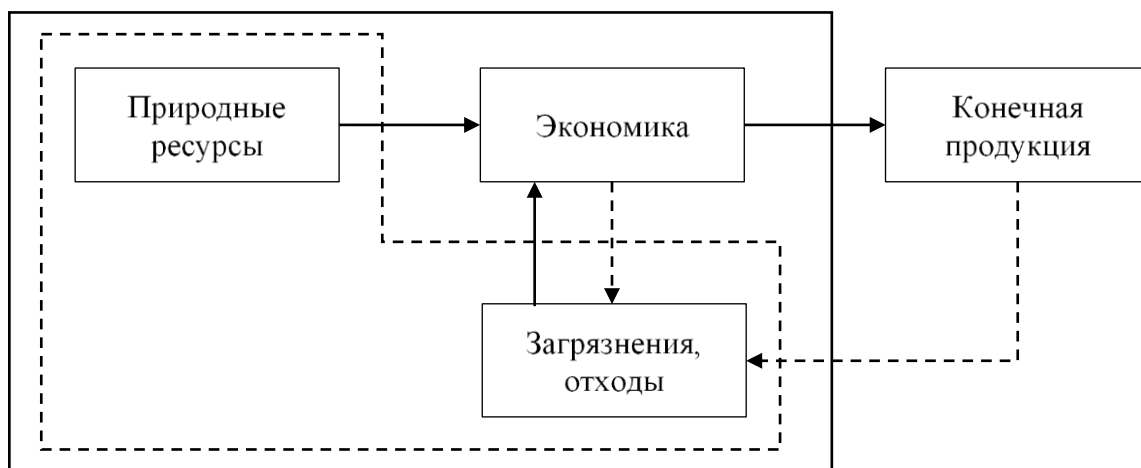 Природные
ресурсы
Экономика
Конечная
продукция
Загрязнения,
отходы